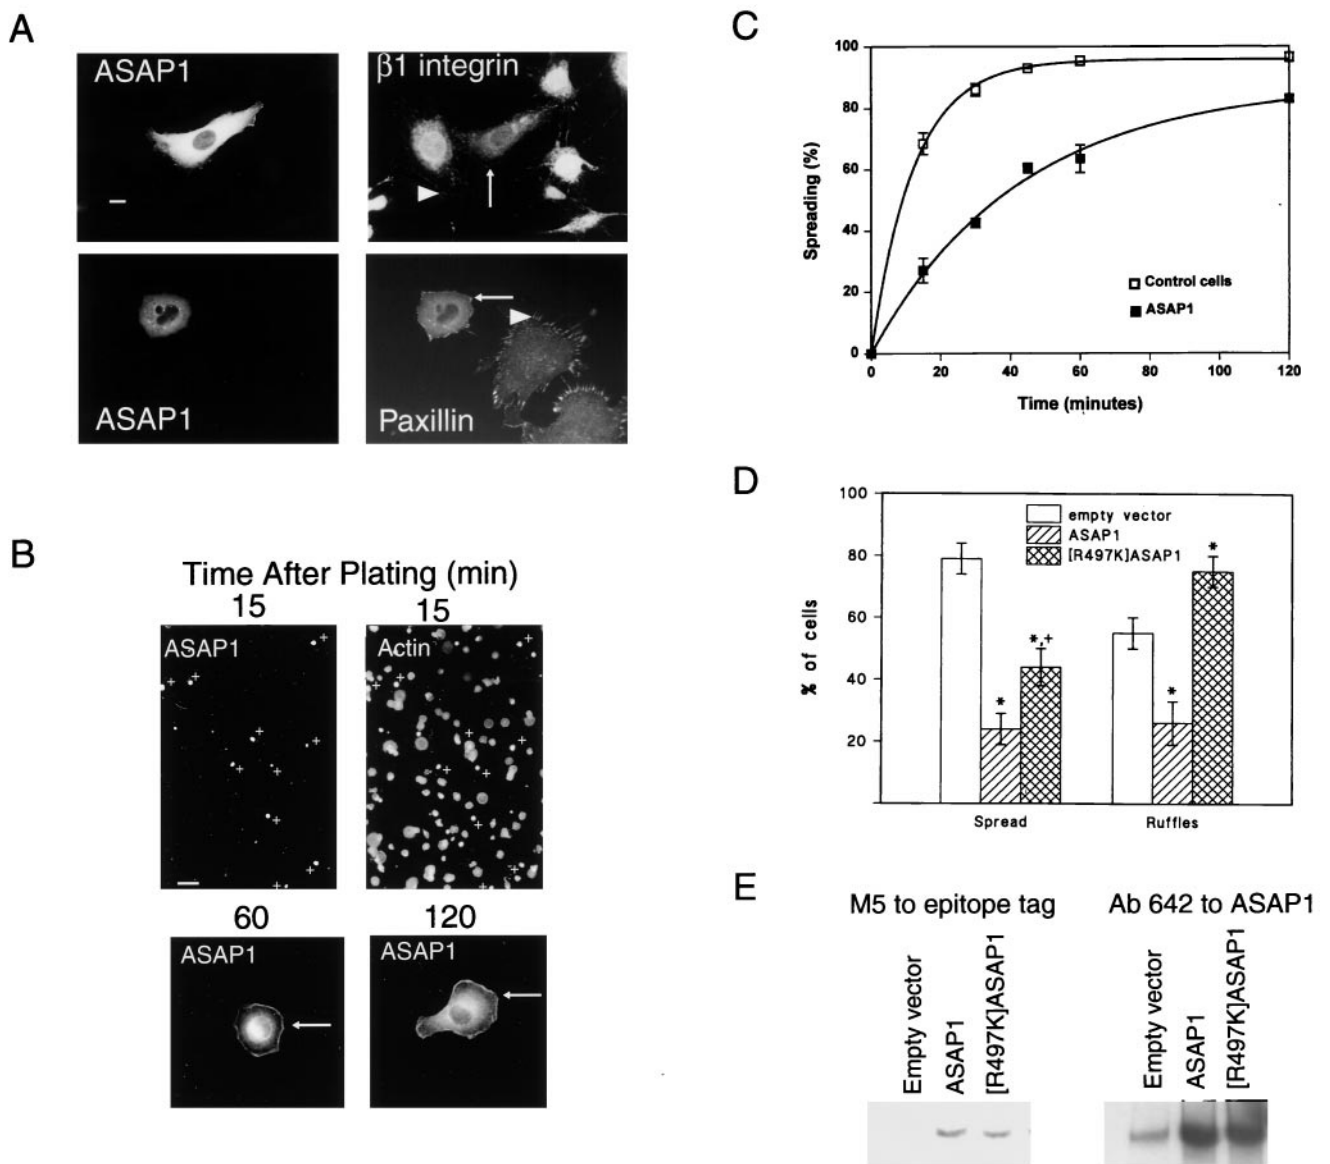 A
ASAP1
β1 integrin
ASAP1
Paxillin
B
Time After Plating (min)
15
15
ASAP1
Actin
60
120
ASAP1
ASAP1
C
100
80
60
40
20
0
Spreading (%)
0 20 40 60 80 100 120
Time (minutes)
Control cells
ASAP1
D
100
80
60
40
20
% of cells
empty vector
ASAP1
[R497K]ASAP1
*
*,+
*
*
Spread
Ruffles
E
M5 to epitope tag
Ab 642 to ASAP1
Empty vector
ASAP1
[R497K]ASAP1
Empty vector
ASAP1
[R497K]ASAP1